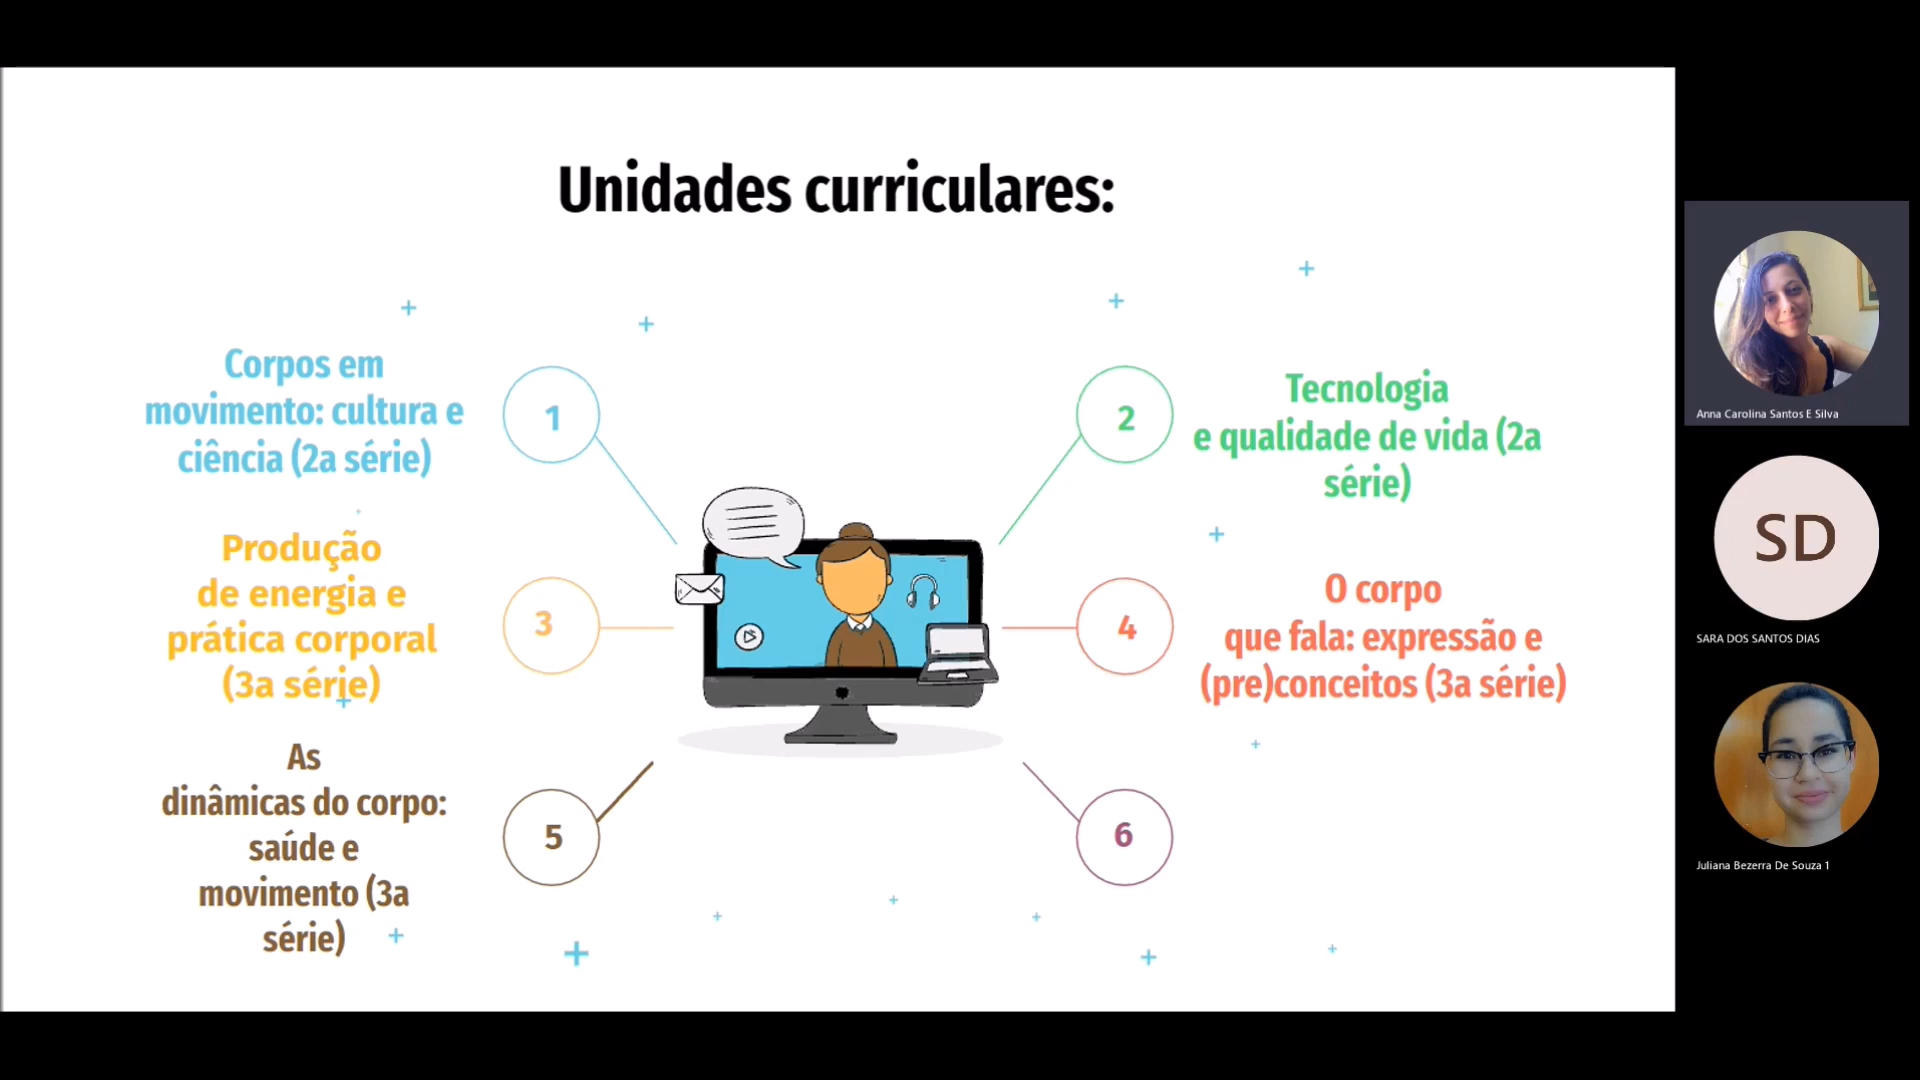 Unidades curriculares:
Corpos em
movimento: cultura e
ciência (2a série)
1
2
Tecnologia
e qualidade de vida (2a
série)
Produção
de energia e
prática corporal
(3a série)
3
4
O corpo
que fala: expressão e
(pre)conceitos (3a série)
As
dinâmicas do corpo:
saúde e
movimento (3a
série)
5
6
Anna Carolina Santos E Silva
SD
SARA DOS SANTOS DIAS
Juliana Bezerra De Souza 1